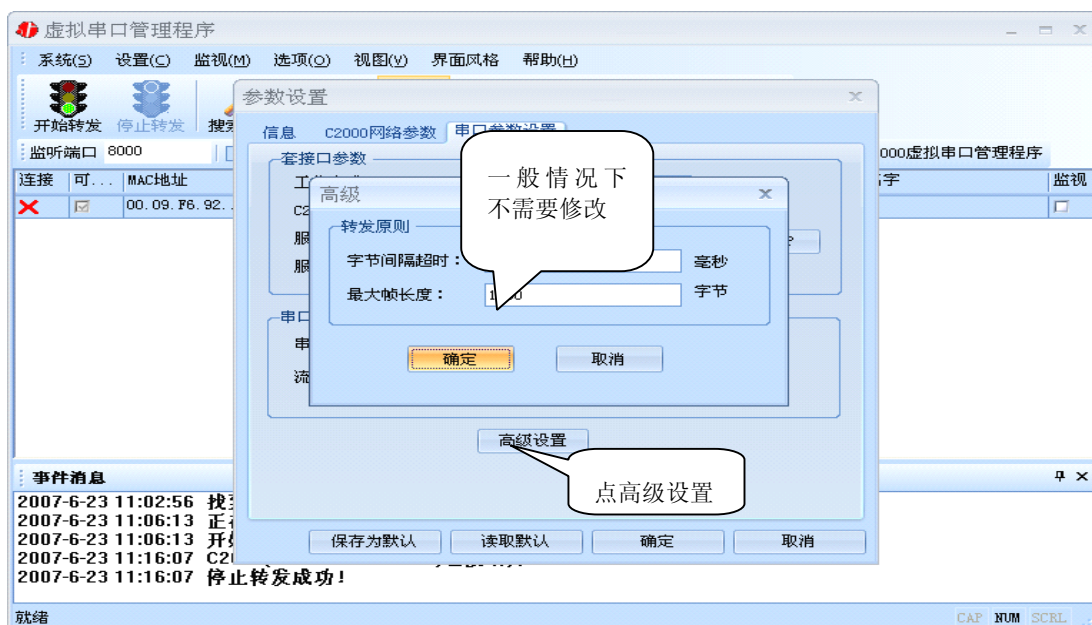 虚拟串口管理程序
系统(S) 设置(C) 监视(M) 选项(O) 视图(V) 界面风格 帮助(H)
开始转发 停止转发
监听端口 8000
000虚拟串口管理程序
连接 可... MAC地址
字 监视
00.09.F6.92.
参数设置
信息 C2000网络参数
套接口参数
高级
转发原则
字节间隔超时： 毫秒
最大帧长度： 字节
确定 取消
一般情况下
不需要修改
高级设置
点高级设置
保存为默认 读取默认 确定 取消
事件消息
2007-6-23 11:02:56
2007-6-23 11:06:13
2007-6-23 11:06:13
2007-6-23 11:16:07
2007-6-23 11:16:07 停止转发成功!
就绪
CAP NUM SCRL